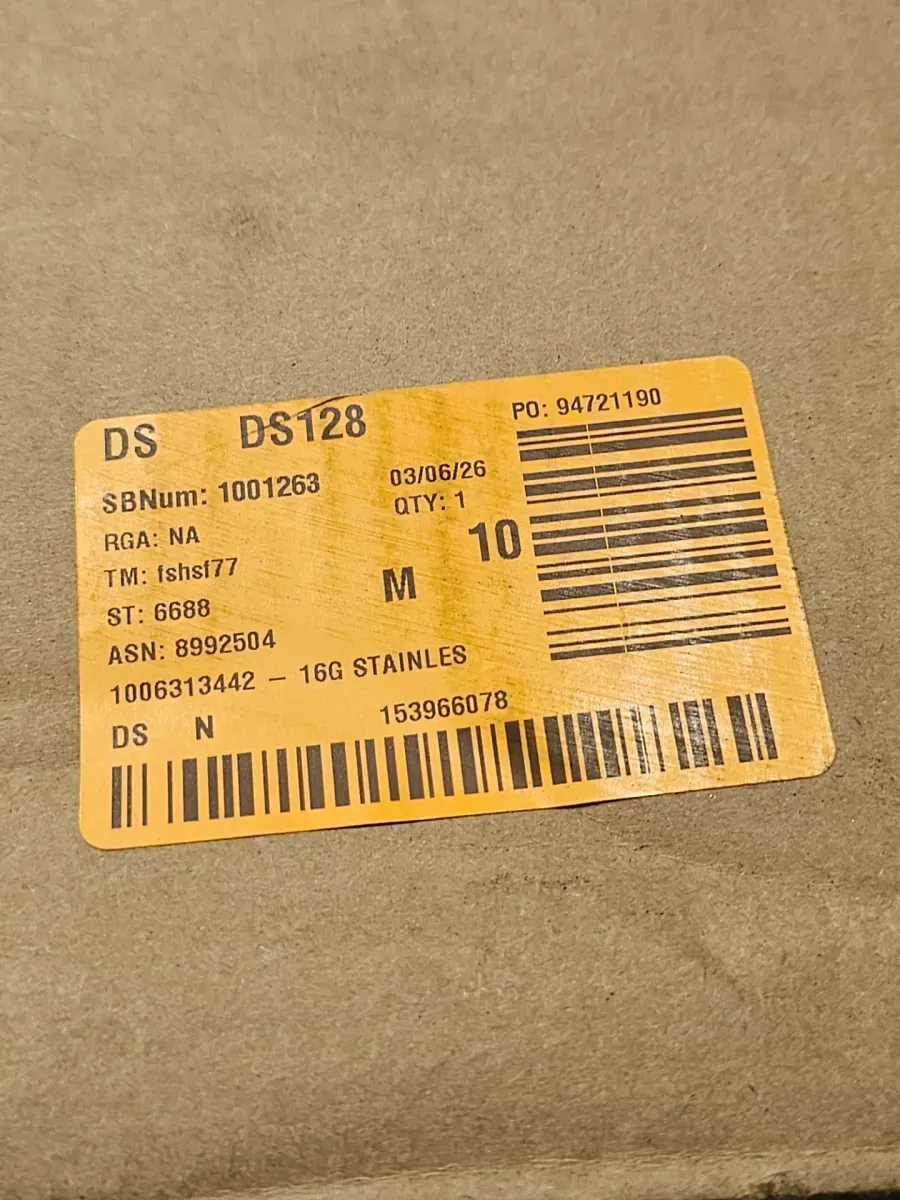 DS DS128 PO: 94721190
SBNum: 1001263 03/06/26
RGA: NA QTY: 1
TM: fshsf77 M 10
ST: 6688
ASN: 8992504
1006313442 – 16G STAINLES
DS N 153966078